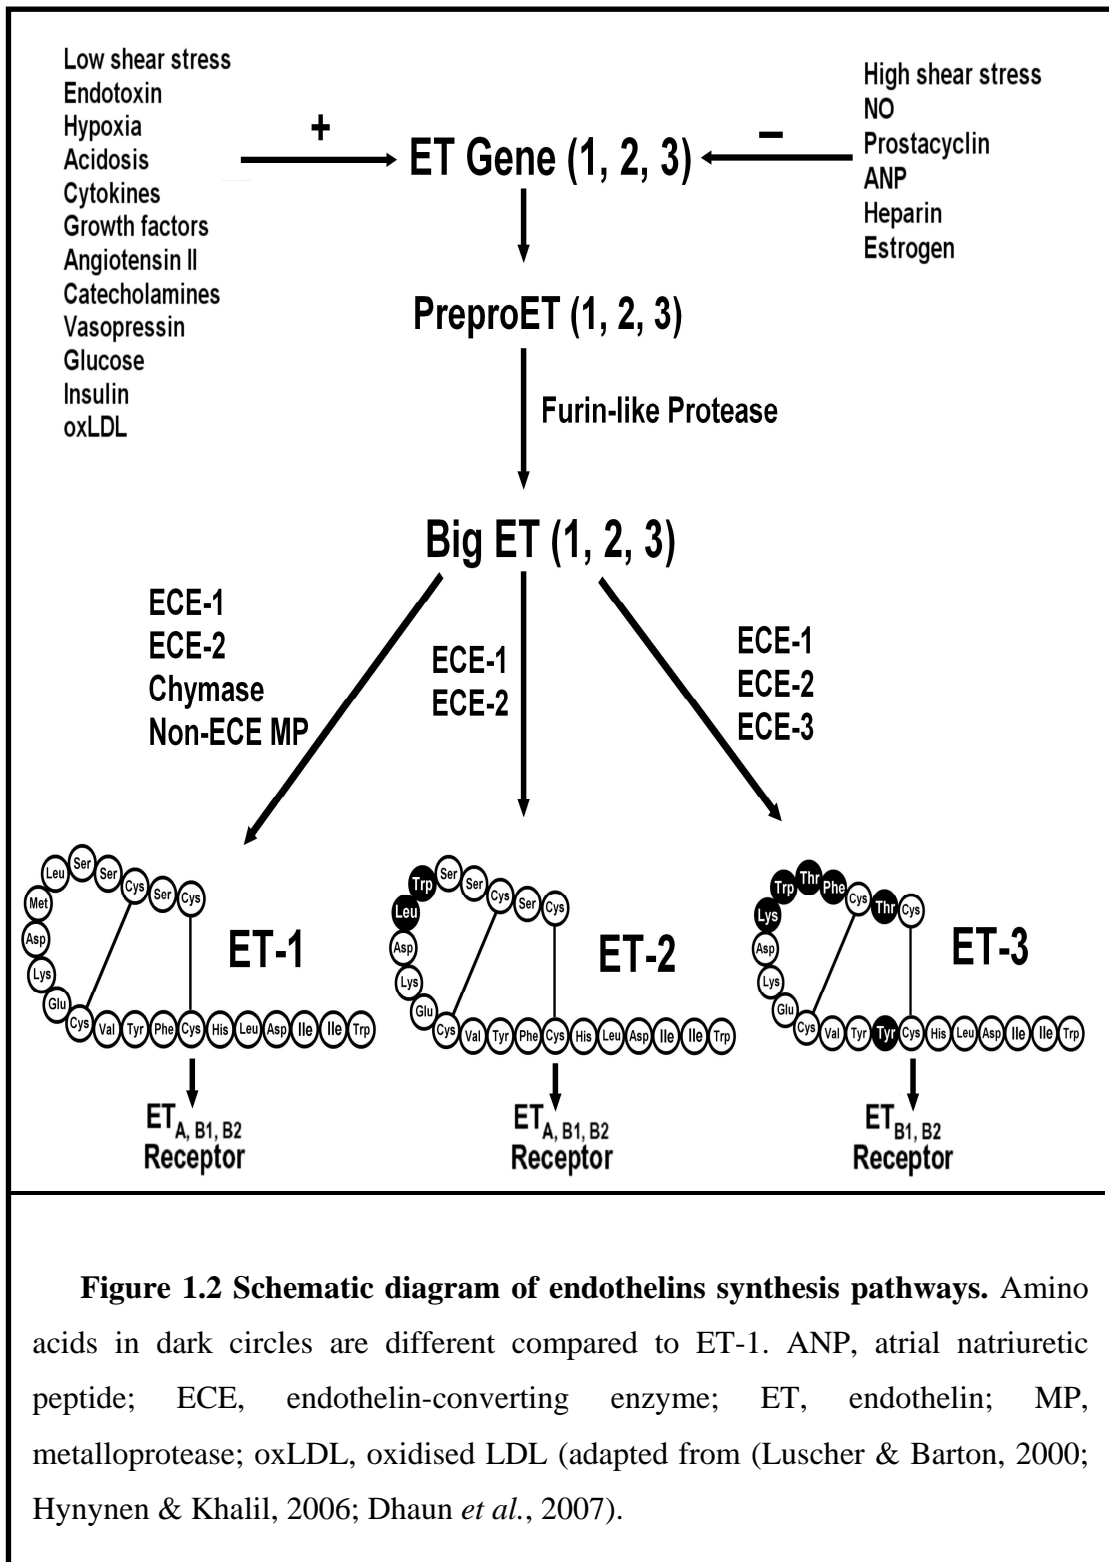 Low shear stress
Endotoxin
Hypoxia
Acidosis
Cytokines
Growth factors
Angiotensin II
Catecholamines
Vasopressin
Glucose
Insulin
oxLDL
+
ET Gene (1, 2, 3)
–
High shear stress
NO
Prostacyclin
ANP
Heparin
Estrogen
PreproET (1, 2, 3)
Furin-like Protease
Big ET (1, 2, 3)
ECE-1
ECE-2
Chymase
Non-ECE MP
ECE-1
ECE-2
ECE-1
ECE-2
ECE-3
Cys Ser Cys Ser Ser Leu Met Asp Lys Glu Cys Val Tyr Phe Cys His Leu Asp Ile Ile Trp
ET-1
ET A, B1, B2
Receptor
Cys Ser Cys Ser Ser Trp Leu Asp Lys Glu Cys Val Tyr Phe Cys His Leu Asp Ile Ile Trp
ET-2
ET A, B1, B2
Receptor
Cys Thr Cys Phe Thr Trp Lys Asp Lys Glu Cys Val Tyr Tyr Cys His Leu Asp Ile Ile Trp
ET-3
ET B1, B2
Receptor
Figure 1.2 Schematic diagram of endothelins synthesis pathways. Amino
acids in dark circles are different compared to ET-1. ANP, atrial natriuretic
peptide; ECE, endothelin-converting enzyme; ET, endothelin; MP,
metalloprotease; oxLDL, oxidised LDL (adapted from (Luscher & Barton, 2000;
Hynynen & Khalil, 2006; Dhaun et al., 2007).